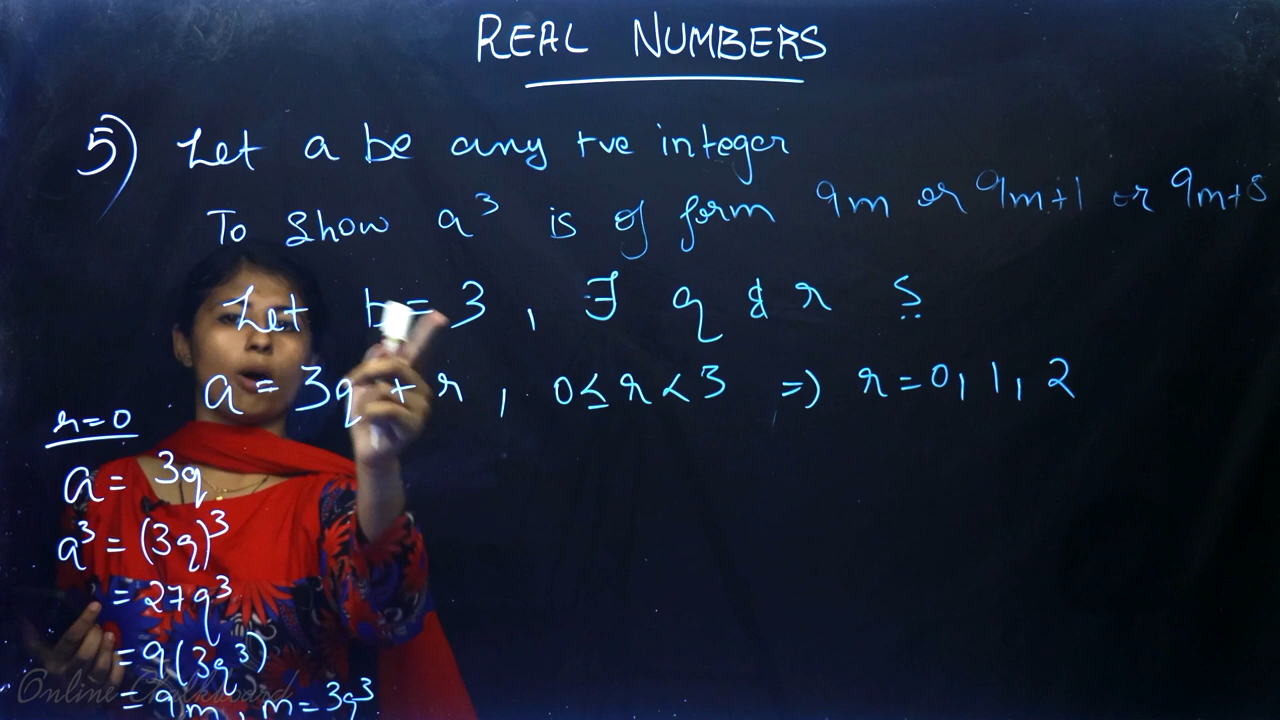 REAL NUMBERS
5) Let a be any +ve integer
To show a³ is of form 9m or 9m+1 or 9m+8
Let b = 3, ∃ q & r
a = 3q + r, 0 ≤ r < 3 ⇒ r = 0, 1, 2
r = 0
a = 3q
a³ = (3q)³
= 27q³
= 9(3q³)
= 9m, m = 3q³
Online Chalkboard